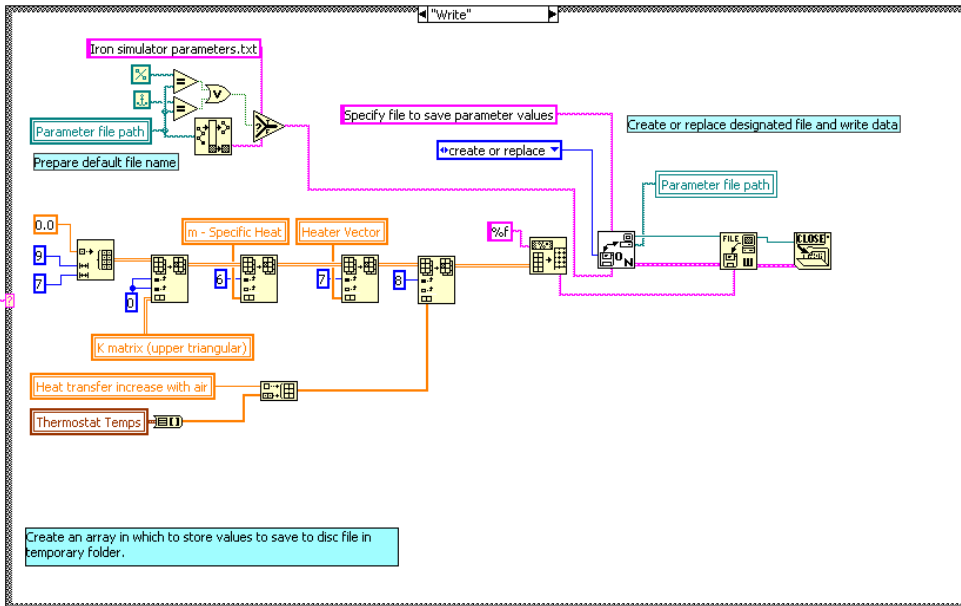 "Write"
Iron simulator parameters.txt
=
V
=
Parameter file path
Prepare default file name
?
Specify file to save parameter values
create or replace
Create or replace designated file and write data
Parameter file path
0.0
9
7
m - Specific Heat
Heater Vector
0
6
7
8
%f
O
N
FILE
W
CLOSE
K matrix (upper triangular)
?
Heat transfer increase with air
Thermostat Temps
Create an array in which to store values to save to disc file in
temporary folder.